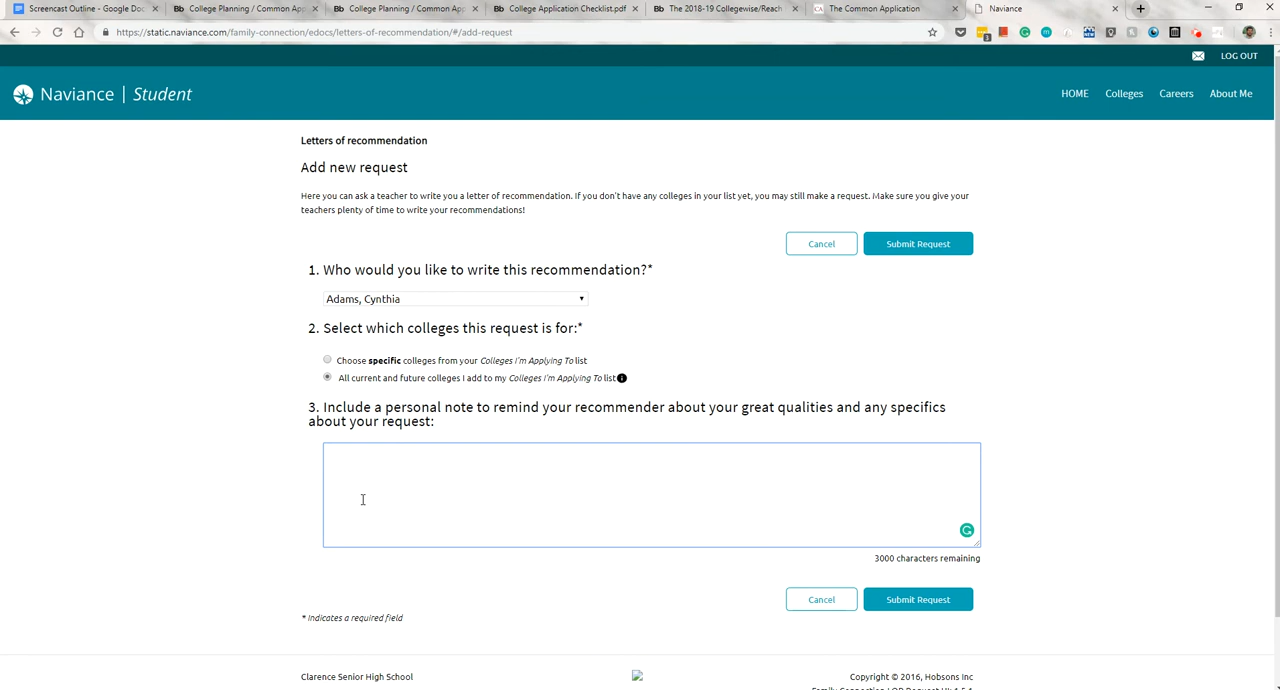 Screencast Outline - Google Doc
College Planning / Common App
College Planning / Common App
College Application Checklist.pdf
The 2018-19 Collegewise/Reach
The Common Application
Naviance
https://static.naviance.com/family-connection/edocs/letters-of-recommendation/#/add-request
LOG OUT
Naviance | Student
HOME Colleges Careers About Me
Letters of recommendation
Add new request
Here you can ask a teacher to write you a letter of recommendation. If you don't have any colleges in your list yet, you may still make a request. Make sure you give your
teachers plenty of time to write your recommendations!
Cancel Submit Request
1. Who would you like to write this recommendation?*
Adams, Cynthia
2. Select which colleges this request is for:*
Choose specific colleges from your Colleges I'm Applying To list
All current and future colleges I add to my Colleges I'm Applying To list
3. Include a personal note to remind your recommender about your great qualities and any specifics
about your request:
3000 characters remaining
Cancel Submit Request
* Indicates a required field
Clarence Senior High School
Copyright © 2016, Hobsons Inc